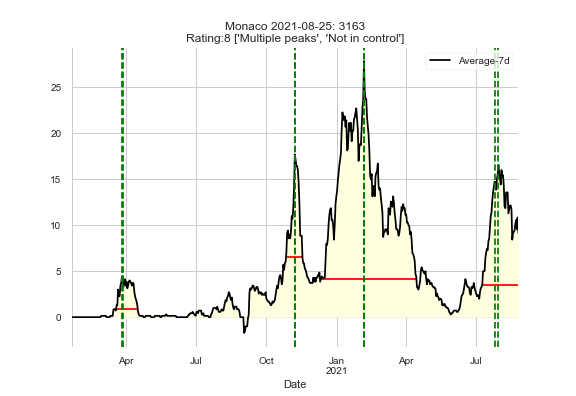 Monaco 2021-08-25: 3163
Rating:8 ['Multiple peaks', 'Not in control']
Average-7d
25
20
15
10
5
0
Apr
Jul
Oct
Jan
2021
Apr
Jul
Date